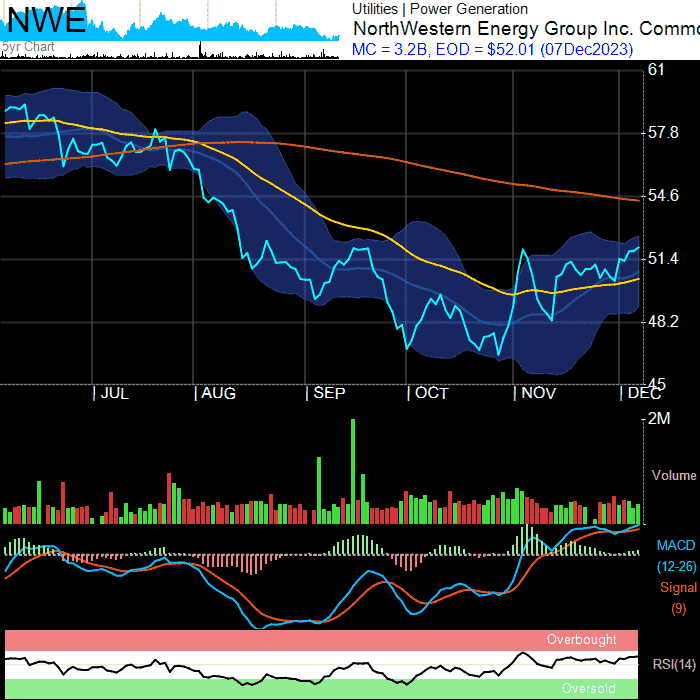 NWE
5yr Chart
Utilities | Power Generation
NorthWestern Energy Group Inc. Commo
MC = 3.2B, EOD = $52.01 (07Dec2023)
61
57.8
54.6
51.4
48.2
45
JUL AUG SEP OCT NOV DEC
2M
Volume
MACD
(12-26)
Signal
(9)
Overbought
RSI(14)
Oversold